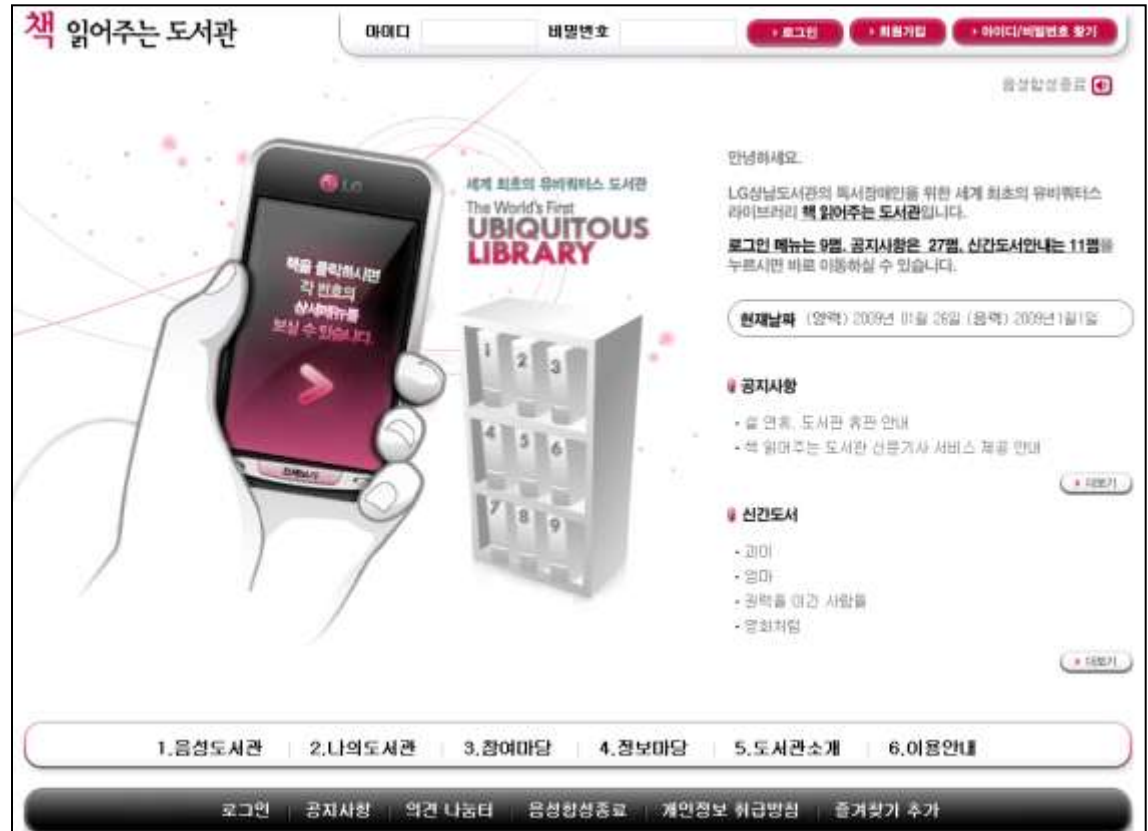 책 읽어주는 도서관
아이디
비밀번호
로그인
회원가입
아이디/비밀번호 찾기
음성합성종료
LG
책을 클릭하시면
각 번호의
상세메뉴를
보실 수 있습니다.
전체보기
세계 최초의 유비쿼터스 도서관
The World's First
UBIQUITOUS
LIBRARY
1 2 3
4 5 6
7 8 9
안녕하세요.
LG상남도서관의 독서장애인을 위한 세계 최초의 유비쿼터스
라이브러리 책 읽어주는 도서관입니다.
로그인 메뉴는 9번, 공지사항은 27번, 신간도서안내는 11번을
누르시면 바로 이동하실 수 있습니다.
현재날짜 (양력) 2009년 01월 26일 (음력) 2009년1월1일
공지사항
설 연휴, 도서관 휴관 안내
책 읽어주는 도서관 신문기사 서비스 제공 안내
더보기
신간도서
괴이
엄마
권력을 이긴 사람들
영화처럼
더보기
1.음성도서관 2.나의도서관 3.참여마당 4.정보마당 5.도서관소개 6.이용안내
로그인 공지사항 의견 나눔터 음성합성종료 개인정보 취급방침 즐겨찾기 추가